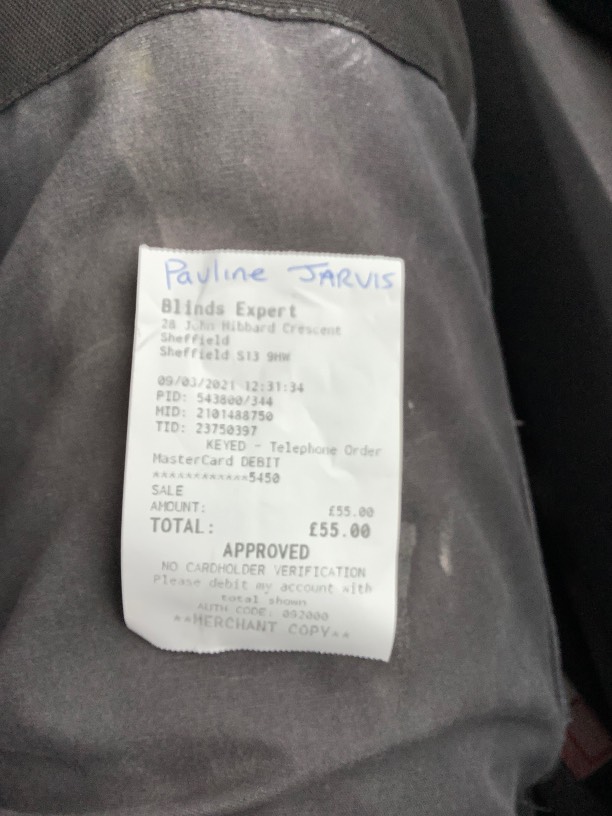 Pauline JARVIS
Blinds Expert
28 John Hibbard Crescent
Sheffield
Sheffield S13 9HW
09/03/2021 12:31:34
PID: 543800/344
MID: 2101488750
TID: 23750397
KEYED - Telephone Order
MasterCard DEBIT
************5450
SALE
AMOUNT: £55.00
TOTAL: £55.00
APPROVED
NO CARDHOLDER VERIFICATION
Please debit my account with
total shown
AUTH CODE: 092000
**MERCHANT COPY**